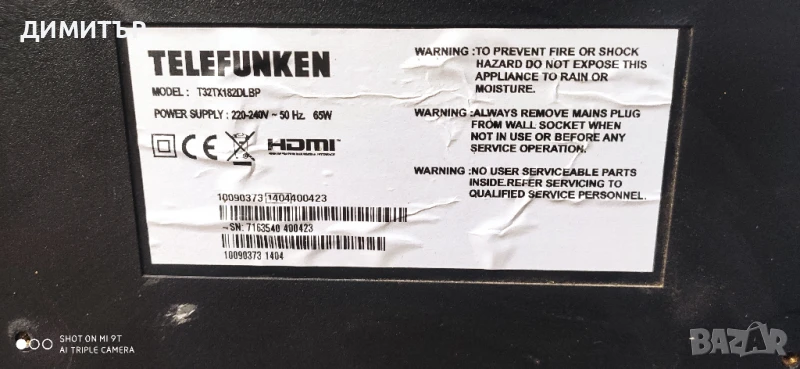 ДИМИТЪР
TELEFUNKEN
MODEL : T32TX182DLBP
POWER SUPPLY : 220-240V ~ 50 Hz. 65W
CE HDMI
WARNING :TO PREVENT FIRE OR SHOCK
HAZARD DO NOT EXPOSE THIS
APPLIANCE TO RAIN OR
MOISTURE.
WARNING :ALWAYS REMOVE MAINS PLUG
FROM WALL SOCKET WHEN
NOT IN USE OR BEFORE ANY
SERVICE OPERATION.
WARNING :NO USER SERVICEABLE PARTS
INSIDE.REFER SERVICING TO
QUALIFIED SERVICE PERSONNEL.
10090373 1404 400423
~SN: 7163540 400423
10090373 1404
SHOT ON MI 9T
AI TRIPLE CAMERA
BAZAR